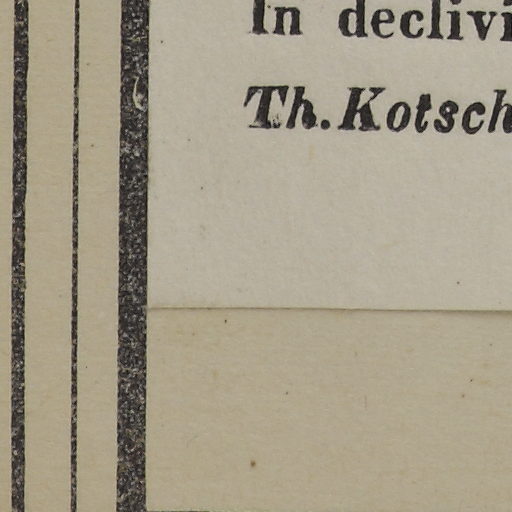 In declivi
Th. Kotsch